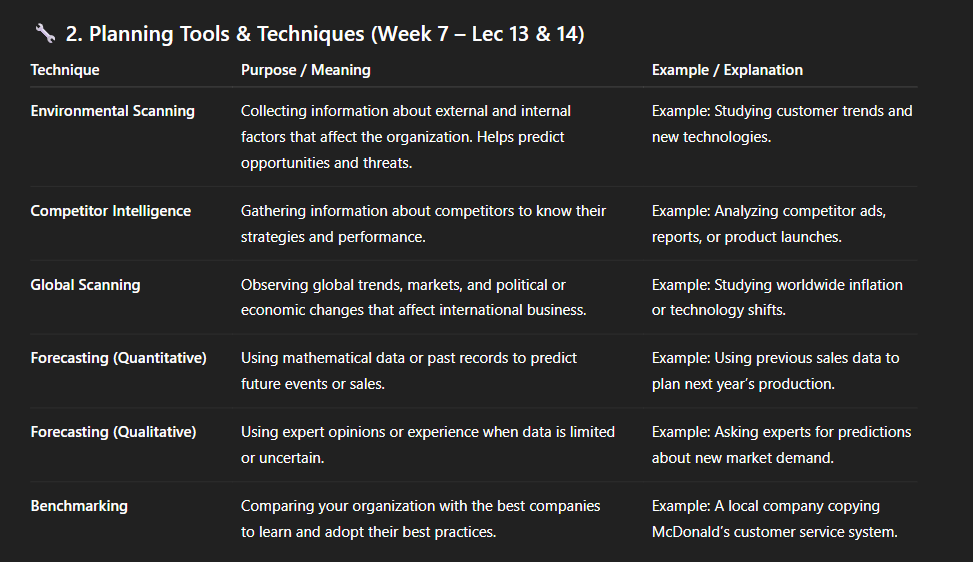 🔧 2. Planning Tools & Techniques (Week 7 – Lec 13 & 14)
Technique Purpose / Meaning Example / Explanation
Environmental Scanning Collecting information about external and internal Example: Studying customer trends and
factors that affect the organization. Helps predict new technologies.
opportunities and threats.
Competitor Intelligence Gathering information about competitors to know their Example: Analyzing competitor ads,
strategies and performance. reports, or product launches.
Global Scanning Observing global trends, markets, and political or Example: Studying worldwide inflation
economic changes that affect international business. or technology shifts.
Forecasting (Quantitative) Using mathematical data or past records to predict Example: Using previous sales data to
future events or sales. plan next year’s production.
Forecasting (Qualitative) Using expert opinions or experience when data is limited Example: Asking experts for predictions
or uncertain. about new market demand.
Benchmarking Comparing your organization with the best companies Example: A local company copying
to learn and adopt their best practices. McDonald’s customer service system.